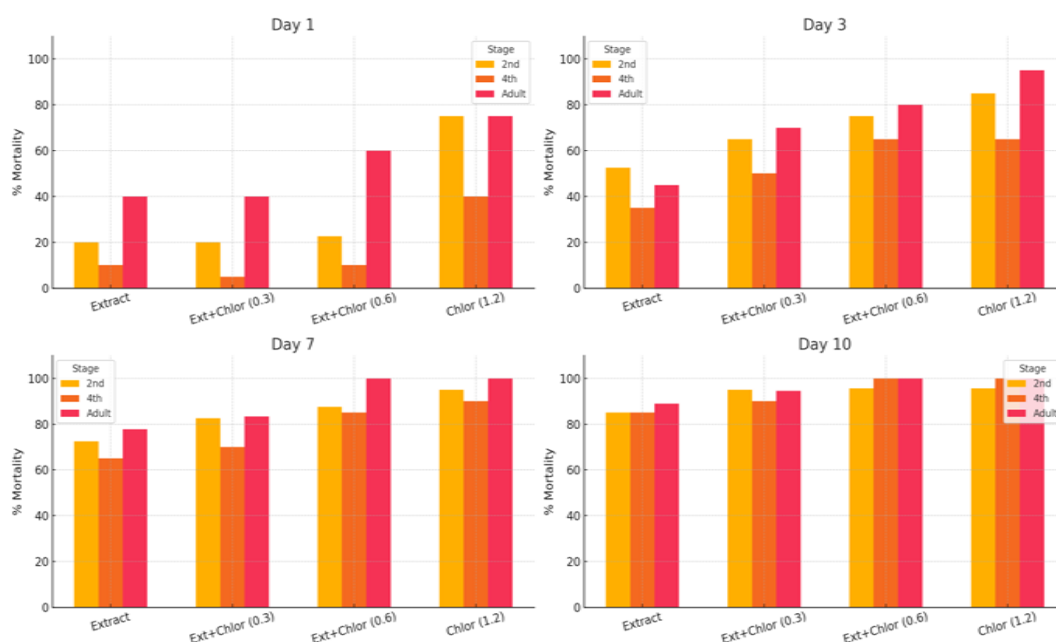 Day 1
% Mortality
100
80
60
40
20
0
Stage
2nd
4th
Adult
Extract
Ext+Chlor (0.3)
Ext+Chlor (0.6)
Chlor (1.2)
Day 3
% Mortality
100
80
60
40
20
0
Stage
2nd
4th
Adult
Extract
Ext+Chlor (0.3)
Ext+Chlor (0.6)
Chlor (1.2)
Day 7
% Mortality
100
80
60
40
20
0
Stage
2nd
4th
Adult
Extract
Ext+Chlor (0.3)
Ext+Chlor (0.6)
Chlor (1.2)
Day 10
% Mortality
100
80
60
40
20
0
Stage
2nd
4th
Adult
Extract
Ext+Chlor (0.3)
Ext+Chlor (0.6)
Chlor (1.2)